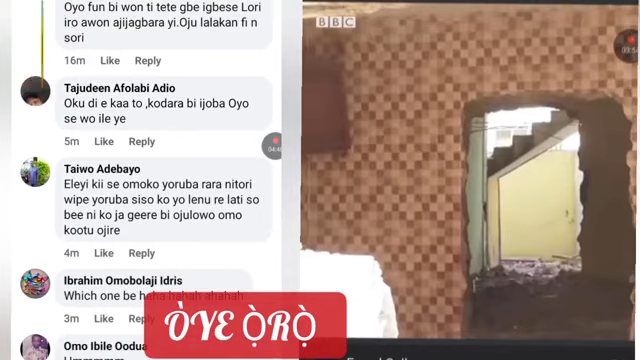 Oyo fun bi won ti tete gbe igbese Lori
iro awon ajijagbara yi.Oju lalakan fi n
sori
16m Like Reply
Tajudeen Afolabi Adio
Oku di e kaa to ,kodara bi ijoba Oyo
se wo ile ye
5m Like Reply
Taiwo Adebayo
Eleyi kii se omoko yoruba rara nitori
wipe yoruba siso ko yo lenu re lati so
bee ni ko ja geere bi ojulowo omo
kootu ojire
4m Like Reply
Ibrahim Omobolaji Idris
Which one be haha hahah ahahah
3m Like
Omo Ibile Oodua
BBC
ÒYE Ọ̀RỌ̀